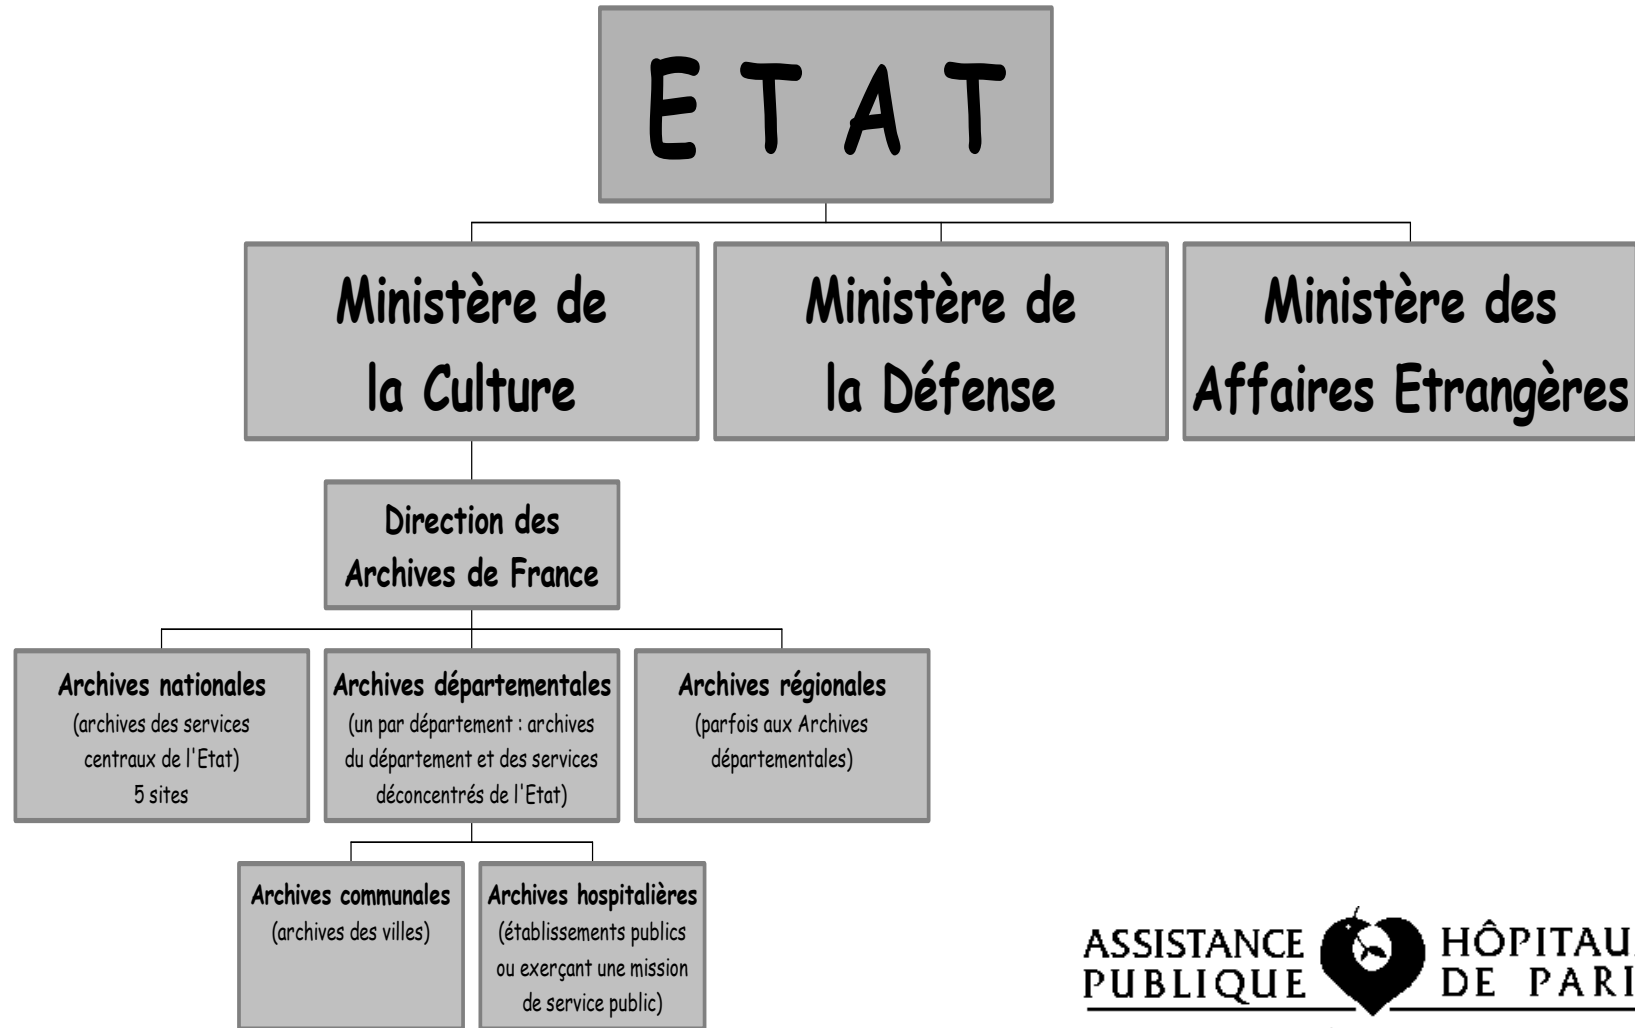 E T A T
Ministère de
la Culture
Ministère de
la Défense
Ministère des
Affaires Etrangères
Direction des
Archives de France
Archives nationales
(archives des services
centraux de l'Etat)
5 sites
Archives départementales
(un par département : archives
du département et des services
déconcentrés de l'Etat)
Archives régionales
(parfois aux Archives
départementales)
Archives communales
(archives des villes)
Archives hospitalières
(établissements publics
ou exerçant une mission
de service public)
ASSISTANCE
PUBLIQUE
HÔPITAU
DE PARI